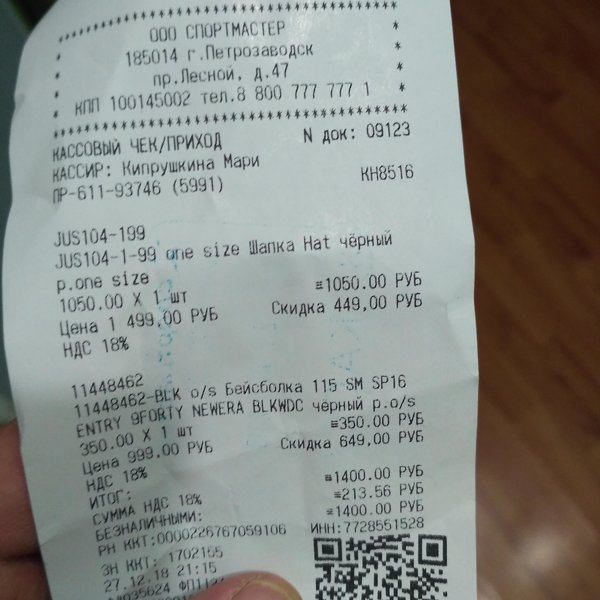 ООО СПОРТМАСТЕР
185014 г.Петрозаводск
пр.Лесной, д.47
КПП 100145002 тел.8 800 777 777 1
КАССОВЫЙ ЧЕК/ПРИХОД N док: 09123
КАССИР: Кипрушкина Мари
ПР-611-93746 (5991) КН8516
JUS104-199
JUS104-1-99 one size Шапка Hat чёрный
р.one size
1050.00 X 1 шт ≡1050.00 РУБ
Цена 1 499,00 РУБ Скидка 449,00 РУБ
НДС 18%
11448462
11448462-BLK o/s Бейсболка 115 SM SP16
ENTRY 9FORTY NEWERA BLKWDC чёрный р.o/s
350.00 X 1 шт ≡350.00 РУБ
Цена 999,00 РУБ Скидка 649,00 РУБ
НДС 18%
ИТОГ: ≡1400.00 РУБ
СУММА НДС 18% ≡213.56 РУБ
БЕЗНАЛИЧНЫМИ: ≡1400.00 РУБ
РН ККТ:0000226767059106 ИНН:7728551528
ЗН ККТ: 1702155
27.12.18 21:15